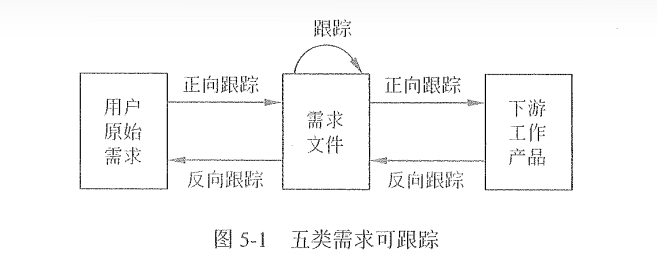 跟踪
正向跟踪
正向跟踪
用户
原始
需求
需求
文件
下游
工作
产品
反向跟踪
反向跟踪
图 5-1 五类需求可跟踪